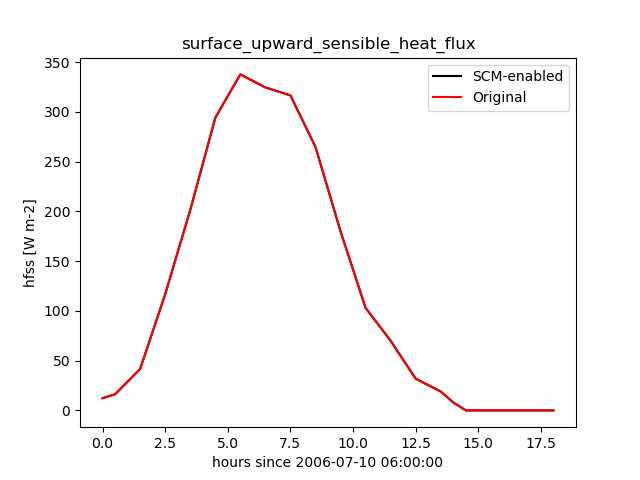 surface_upward_sensible_heat_flux
SCM-enabled
Original
hfss [W m-2]
350
300
250
200
150
100
50
0
0.0 2.5 5.0 7.5 10.0 12.5 15.0 17.5
hours since 2006-07-10 06:00:00